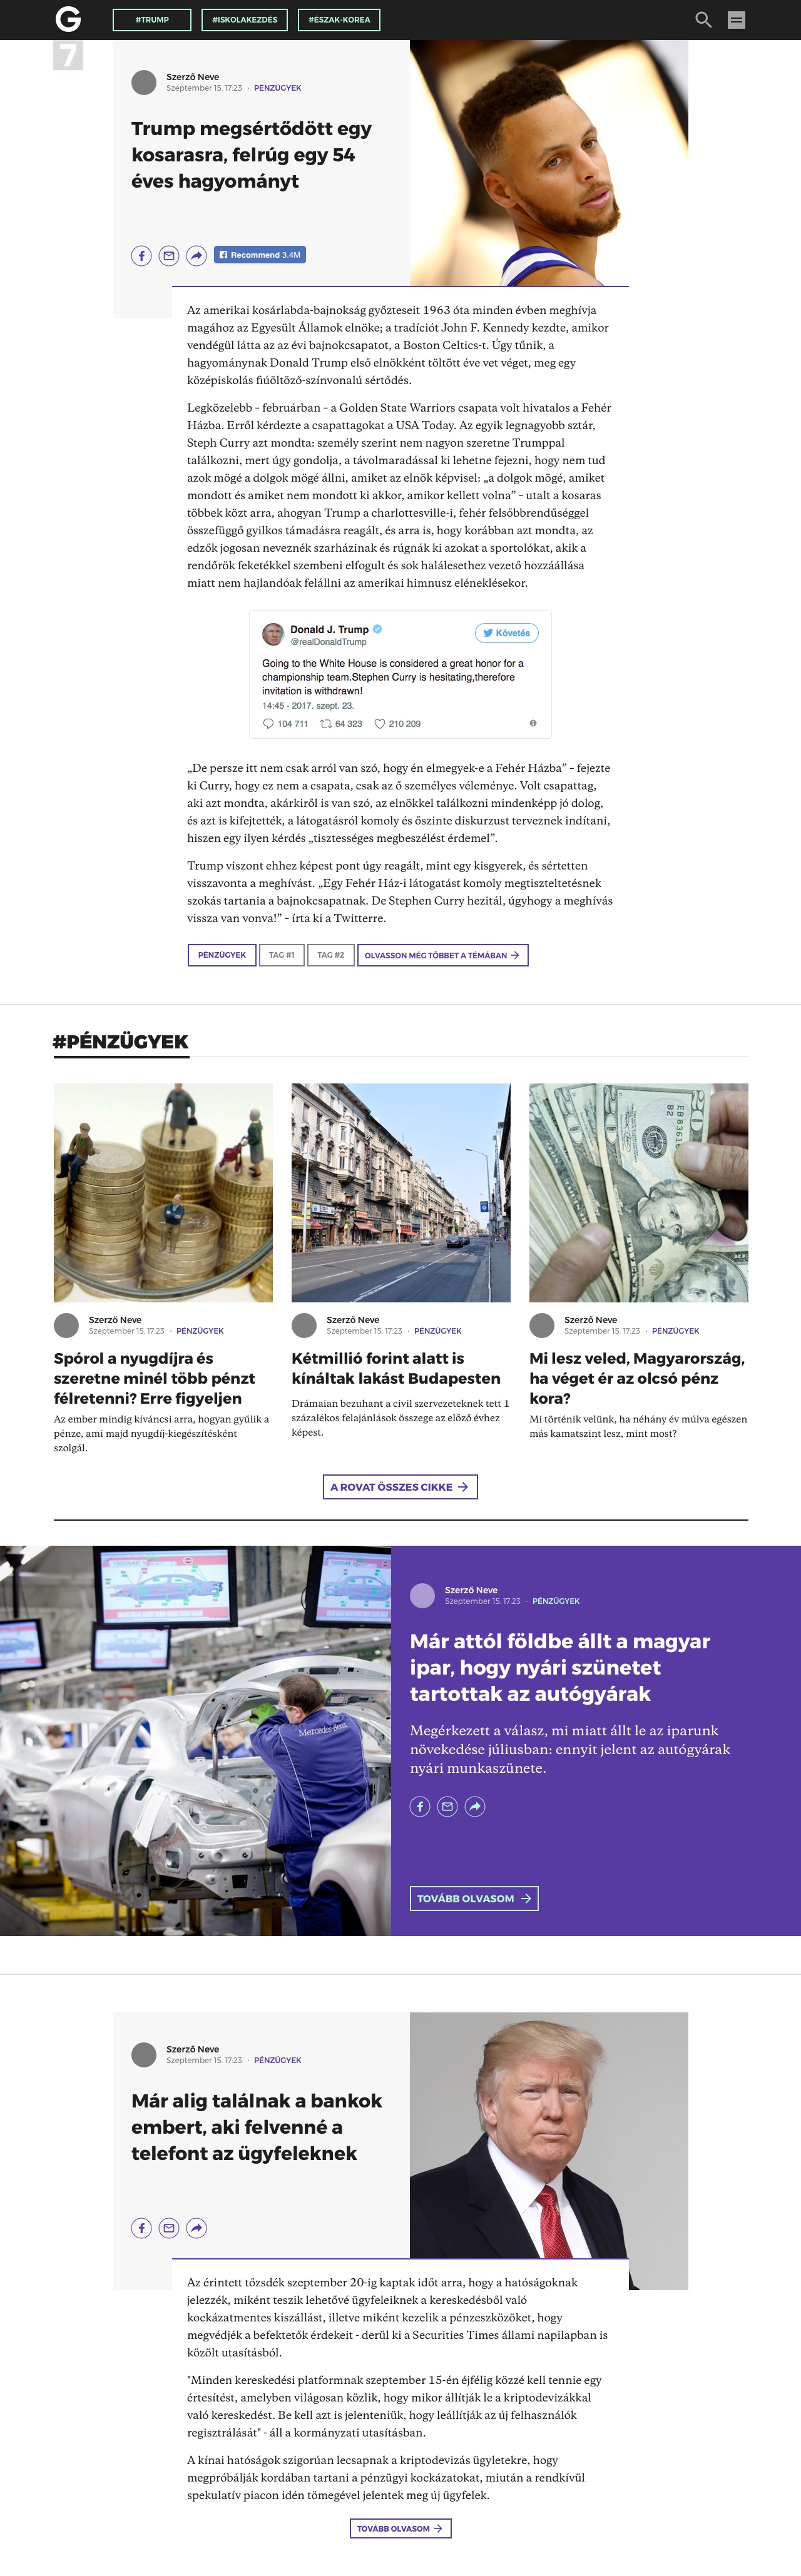 G
#TRUMP
#ISKOLAKEZDÉS
#ÉSZAK-KOREA
7
Szerző Neve
Szeptember 15. 17:23 · PÉNZÜGYEK
Trump megsértődött egy
kosarasra, felrúg egy 54
éves hagyományt
Recommend 3.4M
Az amerikai kosárlabda-bajnokság győzteseit 1963 óta minden évben meghívja
magához az Egyesült Államok elnöke; a tradíciót John F. Kennedy kezdte, amikor
vendégül látta az az évi bajnokcsapatot, a Boston Celtics-t. Úgy tűnik, a
hagyománynak Donald Trump első elnökként töltött éve vet véget, meg egy
középiskolás fiúöltöző-színvonalú sértődés.
Legközelebb – februárban – a Golden State Warriors csapata volt hivatalos a Fehér
Házba. Erről kérdezte a csapattagokat a USA Today. Az egyik legnagyobb sztár,
Steph Curry azt mondta: személy szerint nem nagyon szeretne Trumppal
találkozni, mert úgy gondolja, a távolmaradással ki lehetne fejezni, hogy nem tud
azok mögé a dolgok mögé állni, amiket az elnök képvisel: „a dolgok mögé, amiket
mondott és amiket nem mondott ki akkor, amikor kellett volna” – utalt a kosaras
többek közt arra, ahogyan Trump a charlottesville-i, fehér felsőbbrendűséggel
összefüggő gyilkos támadásra reagált, és arra is, hogy korábban azt mondta, az
edzők jogosan neveznék szarházinak és rúgnák ki azokat a sportolókat, akik a
rendőrök feketékkel szembeni elfogult és sok halálesethez vezető hozzáállása
miatt nem hajlandóak felállni az amerikai himnusz eléneklésekor.
Donald J. Trump
@realDonaldTrump
Követés
Going to the White House is considered a great honor for a
championship team.Stephen Curry is hesitating,therefore
invitation is withdrawn!
14:45 - 2017. szept. 23.
104 711 64 323 210 209
„De persze itt nem csak arról van szó, hogy én elmegyek-e a Fehér Házba” – fejezte
ki Curry, hogy ez nem a csapata, csak az ő személyes véleménye. Volt csapattag,
aki azt mondta, akárkiről is van szó, az elnökkel találkozni mindenképp jó dolog,
és azt is kifejtették, a látogatásról komoly és őszinte diskurzust terveznek indítani,
hiszen egy ilyen kérdés „tisztességes megbeszélést érdemel”.
Trump viszont ehhez képest pont úgy reagált, mint egy kisgyerek, és sértetten
visszavonta a meghívást. „Egy Fehér Ház-i látogatást komoly megtiszteltetésnek
szokás tartania a bajnokcsapatnak. De Stephen Curry hezitál, úgyhogy a meghívás
vissza van vonva!” – írta ki a Twitterre.
PÉNZÜGYEK
TAG #1
TAG #2
OLVASSON MÉG TÖBBET A TÉMÁBAN
#PÉNZÜGYEK
Szerző Neve
Szeptember 15. 17:23 · PÉNZÜGYEK
Spórol a nyugdíjra és
szeretne minél több pénzt
félretenni? Erre figyeljen
Az ember mindig kíváncsi arra, hogyan gyűlik a
pénze, ami majd nyugdíj-kiegészítésként
szolgál.
Szerző Neve
Szeptember 15. 17:23 · PÉNZÜGYEK
Kétmillió forint alatt is
kínáltak lakást Budapesten
Drámaian bezuhant a civil szervezeteknek tett 1
százalékos felajánlások összege az előző évhez
képest.
Szerző Neve
Szeptember 15. 17:23 · PÉNZÜGYEK
Mi lesz veled, Magyarország,
ha véget ér az olcsó pénz
kora?
Mi történik velünk, ha néhány év múlva egészen
más kamatszint lesz, mint most?
A ROVAT ÖSSZES CIKKE
Mercedes-Benz
Szerző Neve
Szeptember 15. 17:23 · PÉNZÜGYEK
Már attól földbe állt a magyar
ipar, hogy nyári szünetet
tartottak az autógyárak
Megérkezett a válasz, mi miatt állt le az iparunk
növekedése júliusban: ennyit jelent az autógyárak
nyári munkaszünete.
TOVÁBB OLVASOM
Szerző Neve
Szeptember 15. 17:23 · PÉNZÜGYEK
Már alig találnak a bankok
embert, aki felvenné a
telefont az ügyfeleknek
Az érintett tőzsdék szeptember 20-ig kaptak időt arra, hogy a hatóságoknak
jelezzék, miként teszik lehetővé ügyfeleiknek a kereskedésből való
kockázatmentes kiszállást, illetve miként kezelik a pénzeszközöket, hogy
megvédjék a befektetők érdekeit - derül ki a Securities Times állami napilapban is
közölt utasításból.
"Minden kereskedési platformnak szeptember 15-én éjfélig közzé kell tennie egy
értesítést, amelyben világosan közlik, hogy mikor állítják le a kriptodevizákkal
való kereskedést. Be kell azt is jelenteniük, hogy leállítják az új felhasználók
regisztrálását" - áll a kormányzati utasításban.
A kínai hatóságok szigorúan lecsapnak a kriptodevizás ügyletekre, hogy
megpróbálják kordában tartani a pénzügyi kockázatokat, miután a rendkívül
spekulatív piacon idén tömegével jelentek meg új ügyfelek.
TOVÁBB OLVASOM